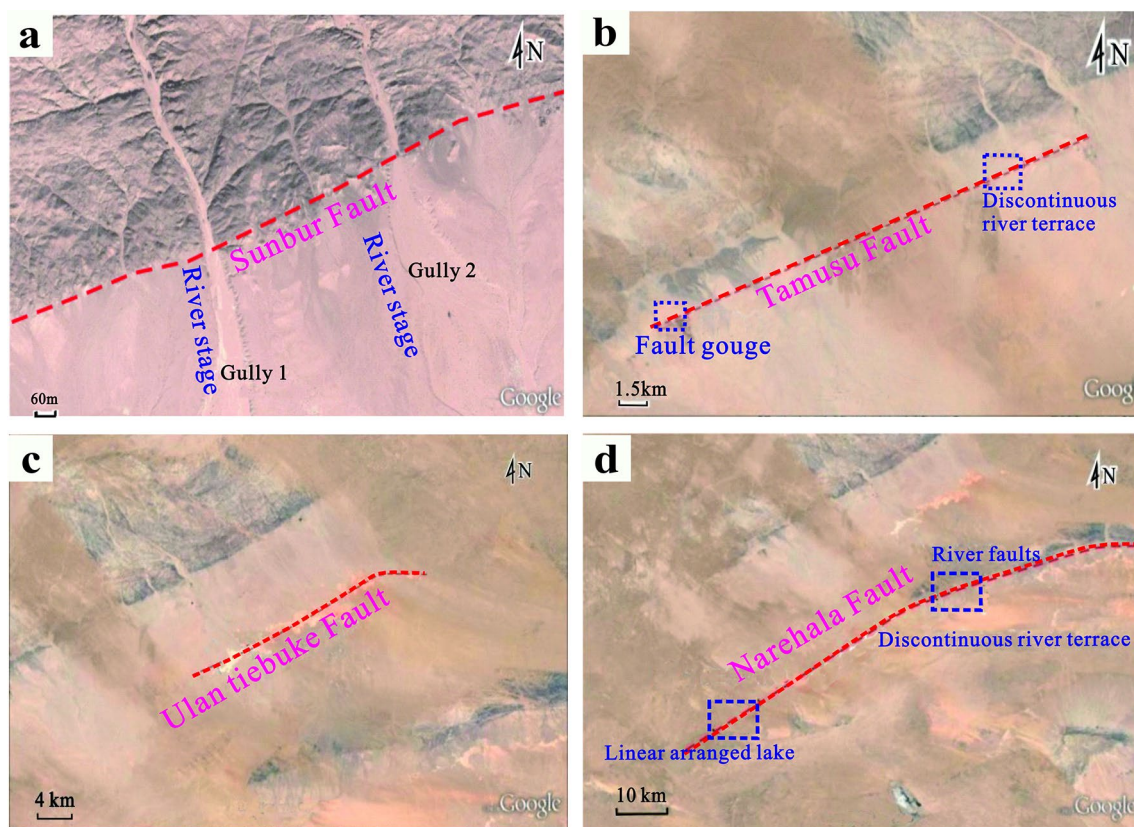 a
N
Sunbur Fault
River stage
River stage
Gully 2
Gully 1
60m
Google
b
N
Discontinuous
river terrace
Tamusu Fault
Fault gouge
1.5km
Google
c
N
Ulan tiebuke Fault
4 km
Google
d
N
River faults
Narehala Fault
Discontinuous river terrace
Linear arranged lake
10 km
Google